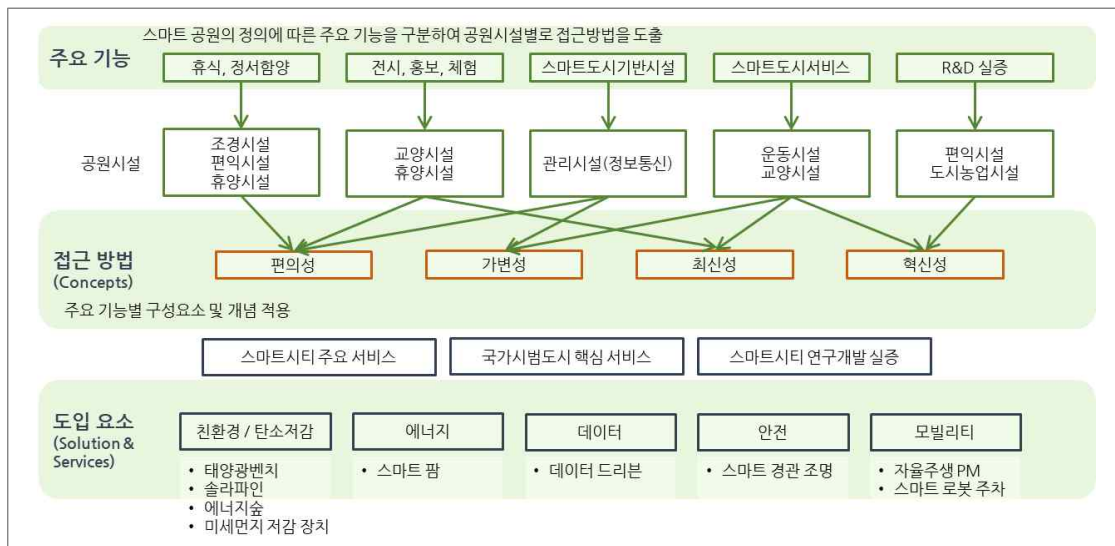 스마트 공원의 정의에 따른 주요 기능을 구분하여 공원시설별로 접근방법을 도출
주요 기능
휴식, 정서함양
전시, 홍보, 체험
스마트도시기반시설
스마트도시서비스
R&D 실증
공원시설
조경시설
편익시설
휴양시설
교양시설
휴양시설
관리시설(정보통신)
운동시설
교양시설
편익시설
도시농업시설
접근 방법
(Concepts)
편의성
가변성
최신성
혁신성
주요 기능별 구성요소 및 개념 적용
스마트시티 주요 서비스
국가시범도시 핵심 서비스
스마트시티 연구개발 실증
도입 요소
(Solution &
Services)
친환경 / 탄소저감
에너지
데이터
안전
모빌리티
• 태양광벤치
• 솔라파인
• 에너지숲
• 미세먼지 저감 장치
• 스마트 팜
• 데이터 드리븐
• 스마트 경관 조명
• 자율주생 PM
• 스마트 로봇 주차